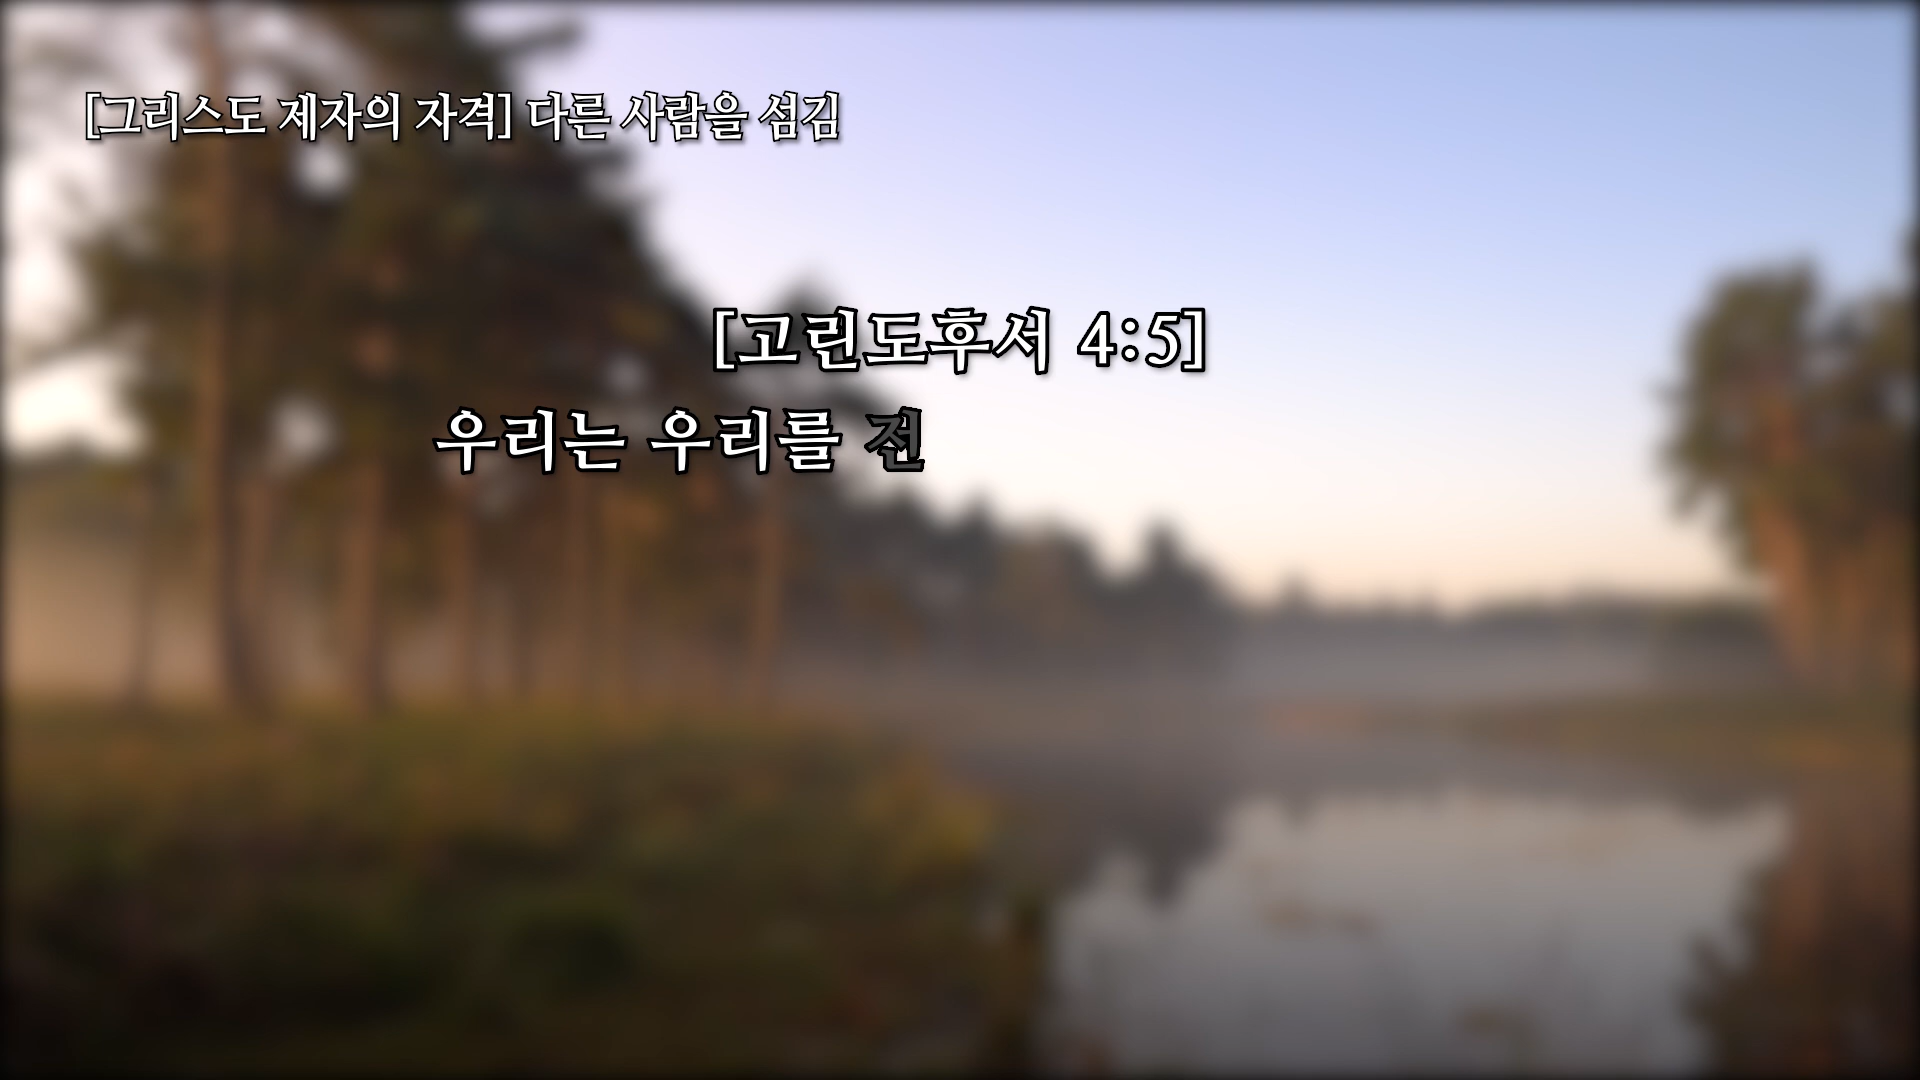 [그리스도 제자의 자격] 다른 사람을 섬김
[고린도후서 4:5]
우리는 우리를 전